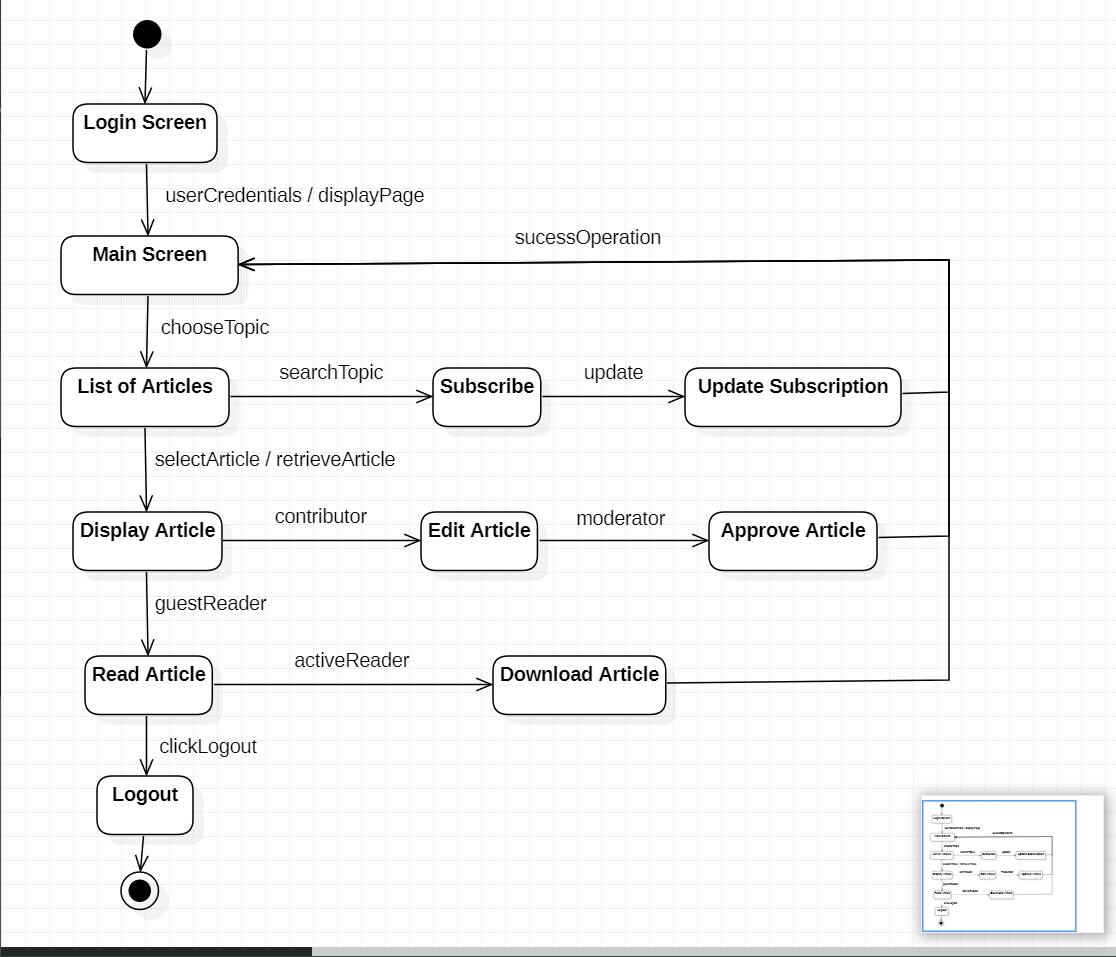 Login Screen
userCredentials / displayPage
sucessOperation
Main Screen
chooseTopic
searchTopic
update
List of Articles
Subscribe
Update Subscription
selectArticle / retrieveArticle
contributor
moderator
Display Article
Edit Article
Approve Article
guestReader
activeReader
Read Article
Download Article
clickLogout
Logout